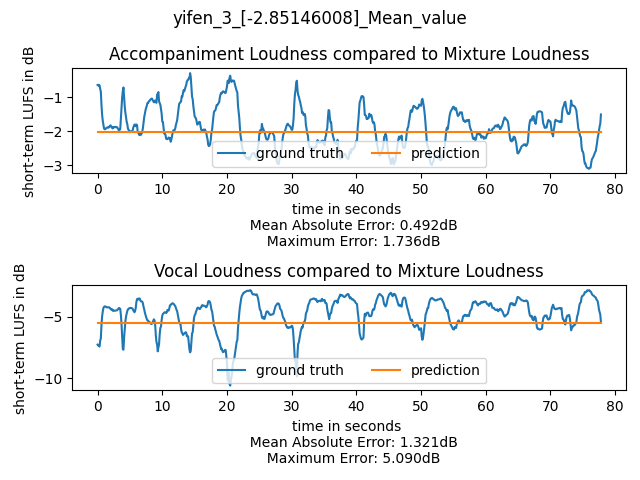 yifen_3_[-2.85146008]_Mean_value
Accompaniment Loudness compared to Mixture Loudness
short-term LUFS in dB
−1
−2
−3
ground truth
prediction
0 10 20 30 40 50 60 70 80
time in seconds
Mean Absolute Error: 0.492dB
Maximum Error: 1.736dB
Vocal Loudness compared to Mixture Loudness
short-term LUFS in dB
−5
−10
ground truth
prediction
0 10 20 30 40 50 60 70 80
time in seconds
Mean Absolute Error: 1.321dB
Maximum Error: 5.090dB